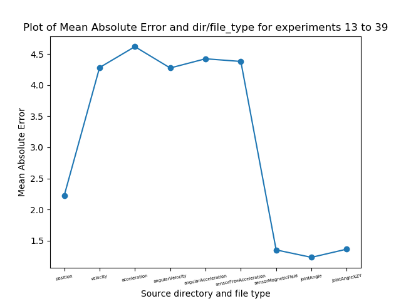 Plot of Mean Absolute Error and dir/file_type for experiments 13 to 39
Mean Absolute Error
4.5
4.0
3.5
3.0
2.5
2.0
1.5
position
velocity
acceleration
angularVelocity
angularAcceleration
sensorFreeAcceleration
sensorMagneticField
jointAngle
jointAngleXZY
Source directory and file type